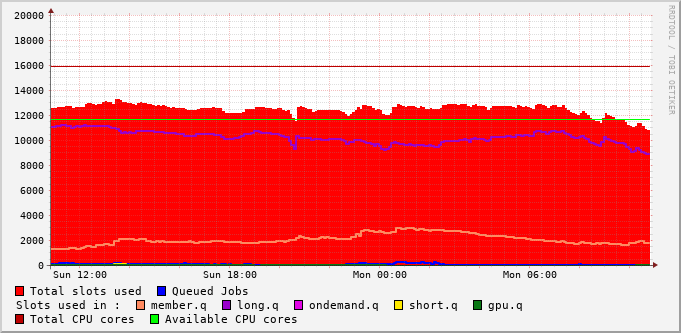 RRDTOOL / TOBI OETIKER
20000
18000
16000
14000
12000
10000
8000
6000
4000
2000
0
Sun 12:00 Sun 18:00 Mon 00:00 Mon 06:00
Total slots used Queued Jobs
Slots used in : member.q long.q ondemand.q short.q gpu.q
Total CPU cores Available CPU cores